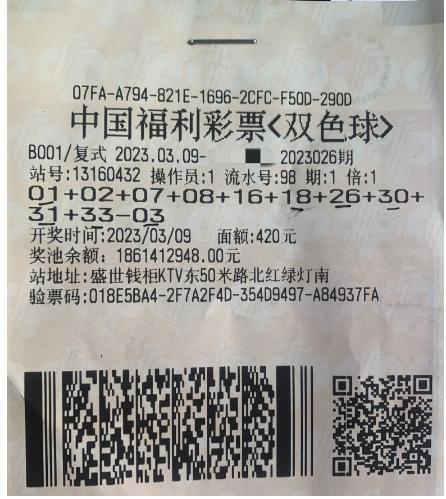 07FA-A794-821E-1696-2CFC-F50D-290D
中国福利彩票<双色球>
B001/复式 2023.03.09- 2023026期
站号:13160432 操作员:1 流水号:98 期:1 倍:1
01+02+07+08+16+18+26+30+
31+33-03
开奖时间:2023/03/09 面额:420元
奖池余额: 1861412948.00元
站地址:盛世钱柜KTV东50米路北红绿灯南
验票码:018E5BA4-2F7A2F4D-354D9497-A84937FA